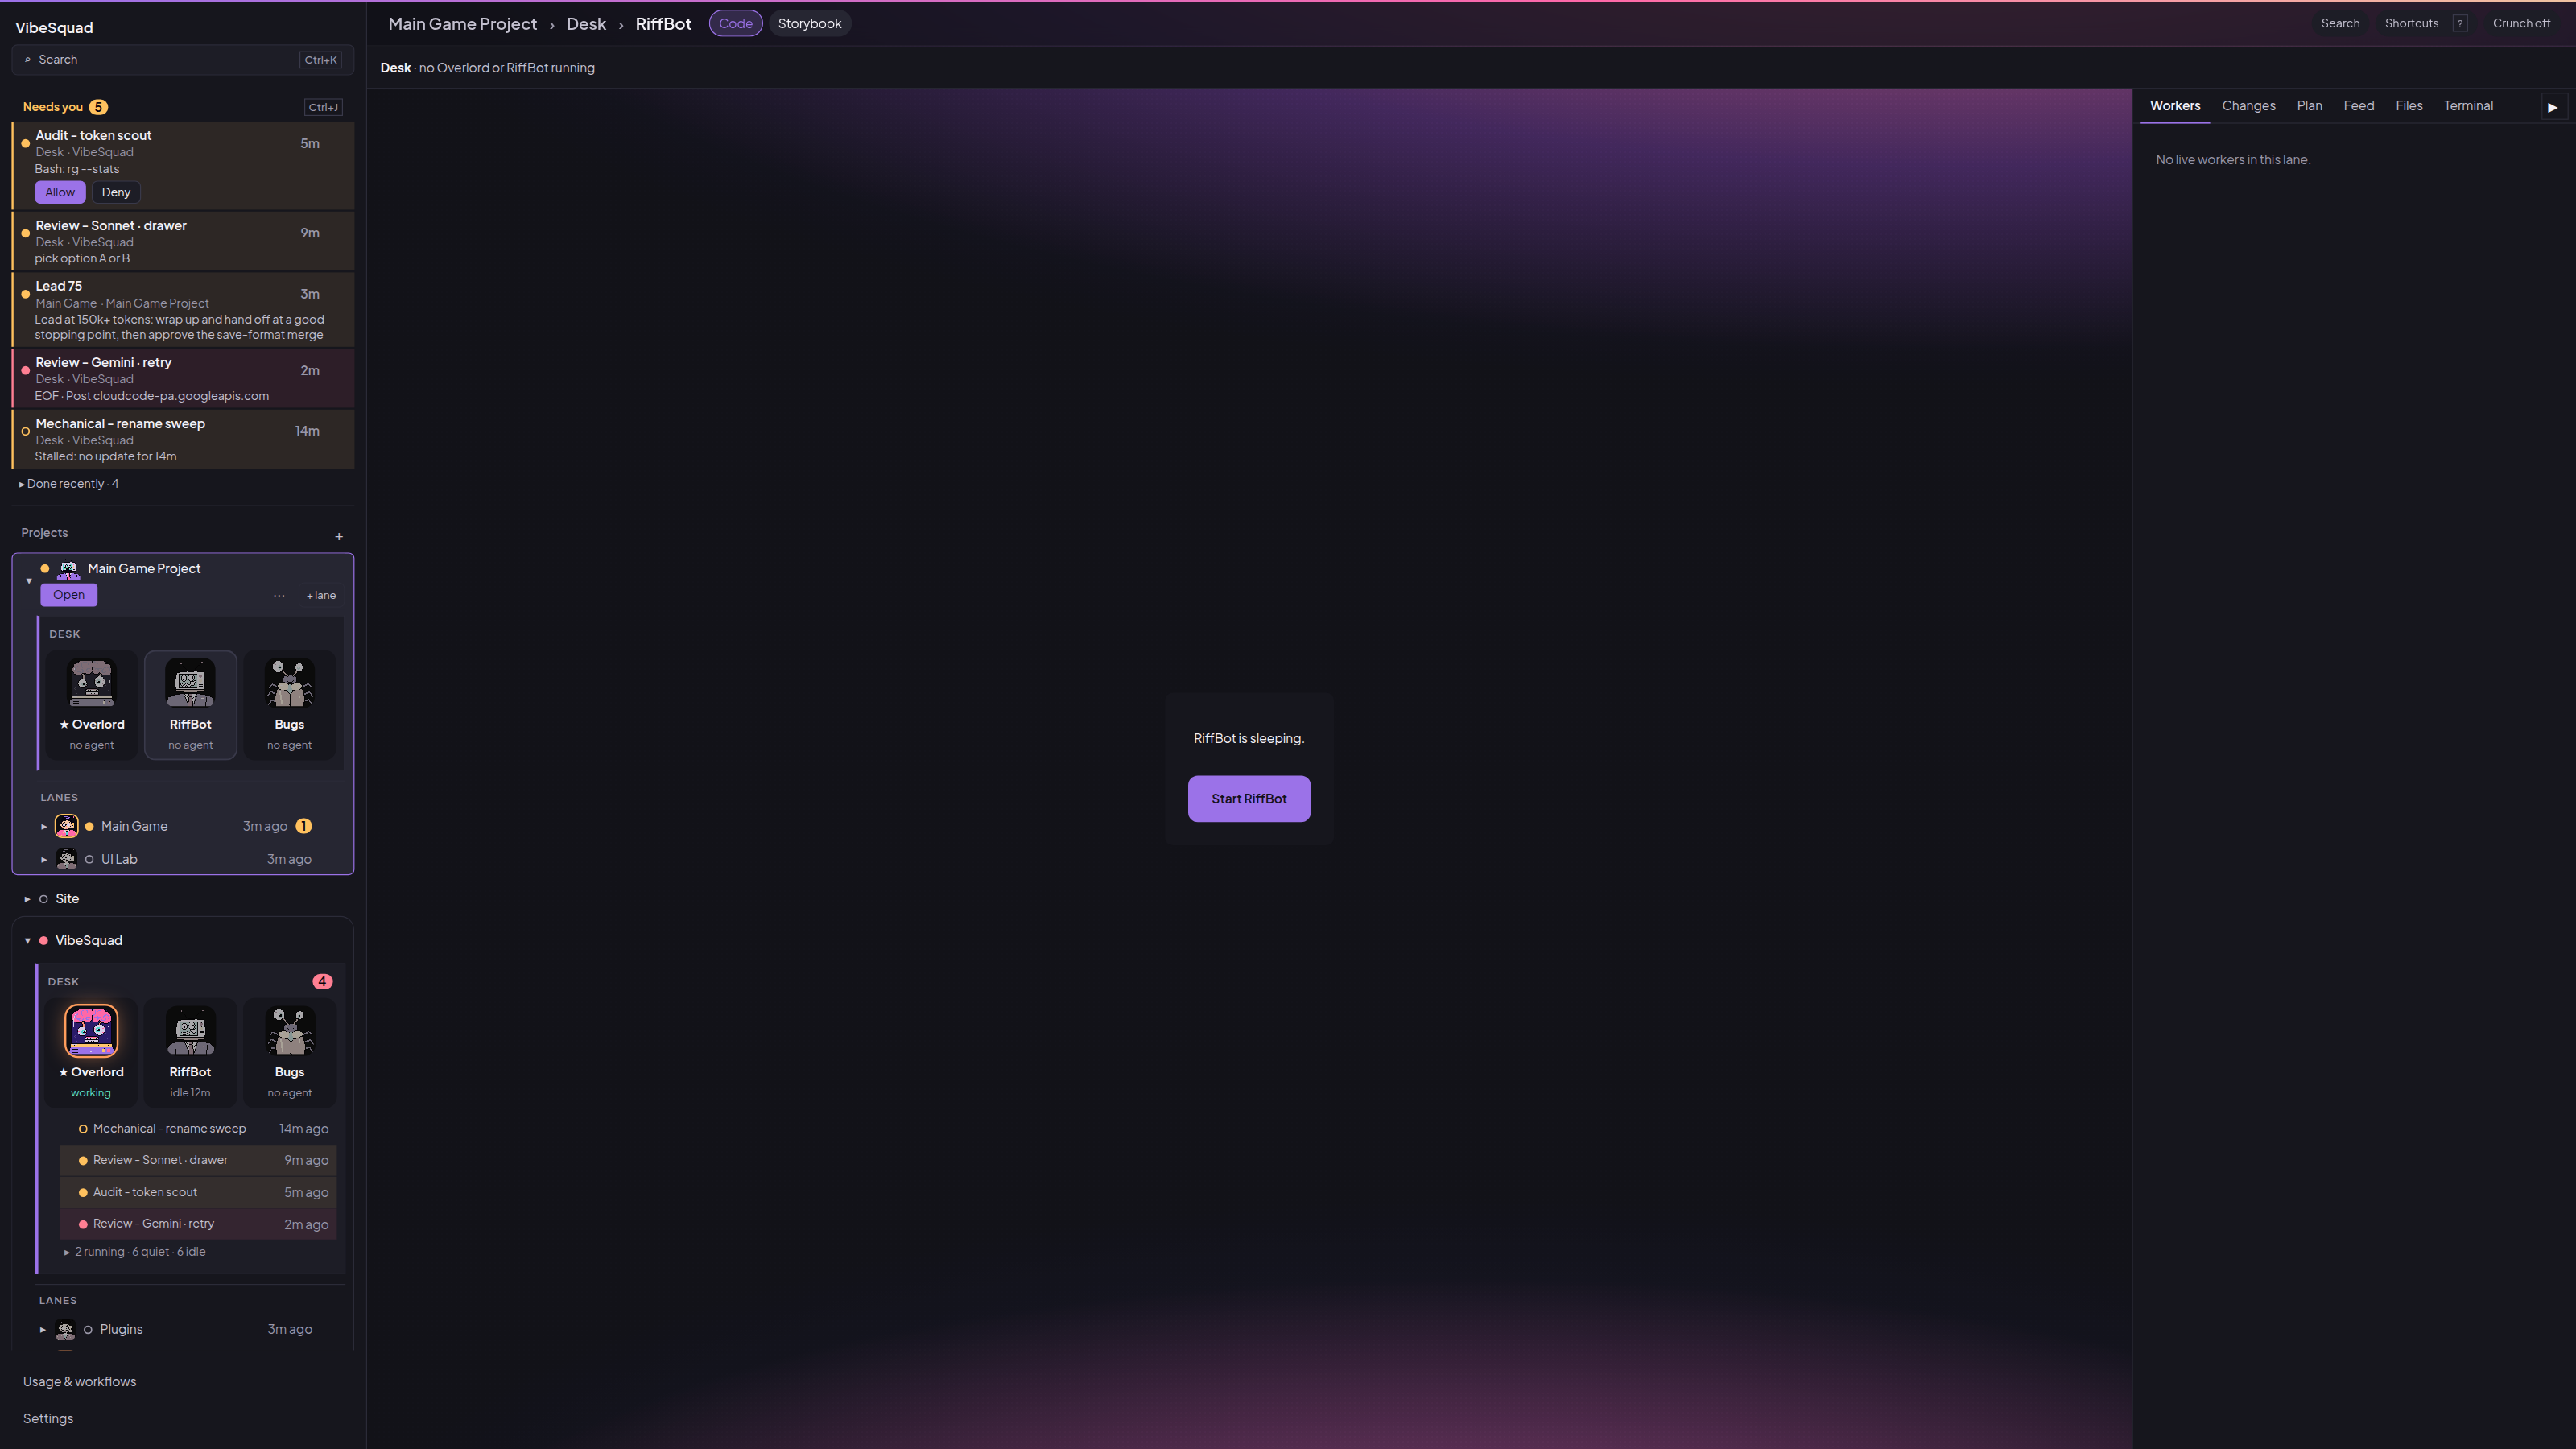 VibeSquad
Search Ctrl+K
Needs you 5 Ctrl+J
Audit – token scout 5m
Desk · VibeSquad
Bash: rg --stats
Allow Deny
Review – Sonnet · drawer 9m
Desk · VibeSquad
pick option A or B
Lead 75 3m
Main Game · Main Game Project
Lead at 150k+ tokens: wrap up and hand off at a good
stopping point, then approve the save-format merge
Review – Gemini · retry 2m
Desk · VibeSquad
EOF · Post cloudcode-pa.googleapis.com
Mechanical – rename sweep 14m
Desk · VibeSquad
Stalled: no update for 14m
▸ Done recently · 4
Projects +
▾ Main Game Project
Open ··· + lane
DESK
★ Overlord RiffBot Bugs
no agent no agent no agent
LANES
▸ Main Game 3m ago 1
▸ UI Lab 3m ago
▸ Site
▾ VibeSquad
DESK 4
★ Overlord RiffBot Bugs
working idle 12m no agent
Mechanical – rename sweep 14m ago
Review – Sonnet · drawer 9m ago
Audit – token scout 5m ago
Review – Gemini · retry 2m ago
▸ 2 running · 6 quiet · 6 idle
LANES
▸ Plugins 3m ago
Usage & workflows
Settings
Main Game Project › Desk › RiffBot Code Storybook
Search Shortcuts ? Crunch off
Desk · no Overlord or RiffBot running
RiffBot is sleeping.
Start RiffBot
Workers Changes Plan Feed Files Terminal ▶
No live workers in this lane.